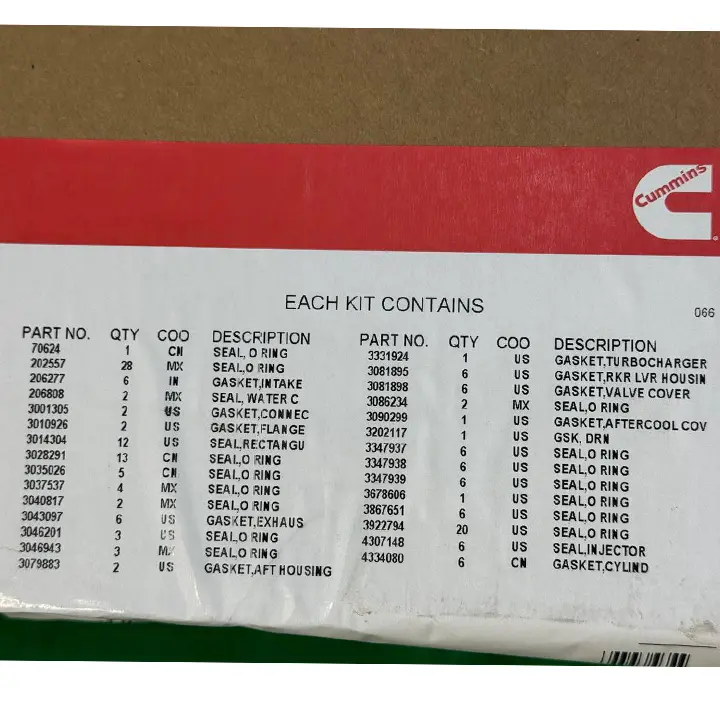 Cummins
EACH KIT CONTAINS
066
PART NO. QTY COO DESCRIPTION
70624 1 CN SEAL,O RING
202557 28 MX SEAL,O RING
206277 6 IN GASKET,INTAKE
206808 2 MX SEAL, WATER C
3001305 2 US GASKET,CONNEC
3010926 2 US GASKET,FLANGE
3014304 12 US SEAL,RECTANGU
3028291 13 CN SEAL,O RING
3035026 5 CN SEAL,O RING
3037537 4 MX SEAL,O RING
3040817 2 MX SEAL,O RING
3043097 6 US GASKET,EXHAUS
3046201 3 US SEAL,O RING
3046943 3 MX SEAL,O RING
3079883 2 US GASKET,AFT HOUSING
PART NO. QTY COO DESCRIPTION
3331924 1 US GASKET,TURBOCHARGER
3081895 6 US GASKET,RKR LVR HOUSIN
3081898 6 US GASKET,VALVE COVER
3086234 2 MX SEAL,O RING
3090299 1 US GASKET,AFTERCOOL COV
3202117 1 US GSK, DRN
3347937 6 US SEAL,O RING
3347938 6 US SEAL,O RING
3347939 6 US SEAL,O RING
3678606 1 US SEAL,O RING
3867651 6 US SEAL,O RING
3922794 20 US SEAL,O RING
4307148 6 US SEAL,INJECTOR
4334080 6 CN GASKET,CYLIND